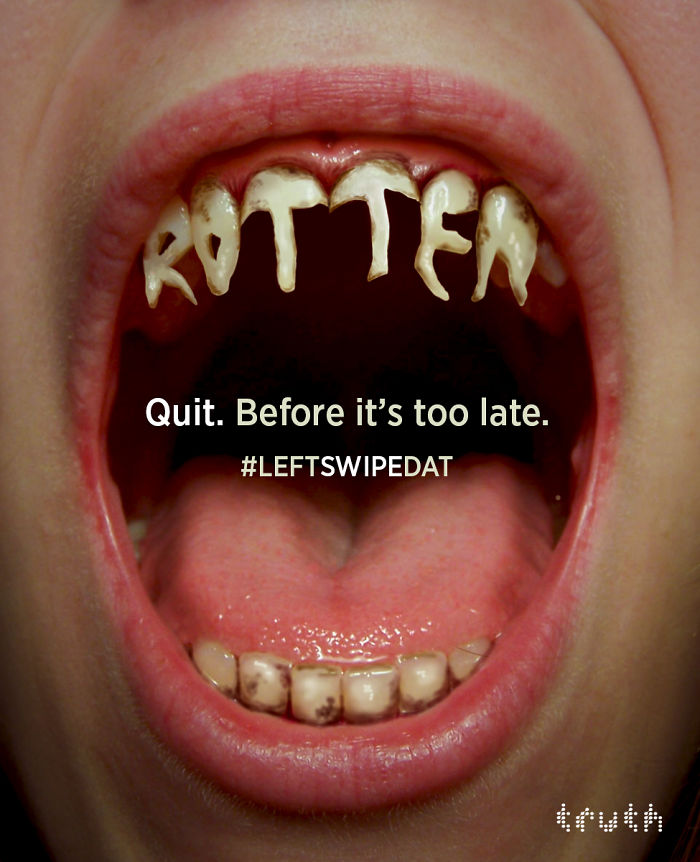 ROTTEN
Quit. Before it's too late.
#LEFTSWIPEDAT
truth